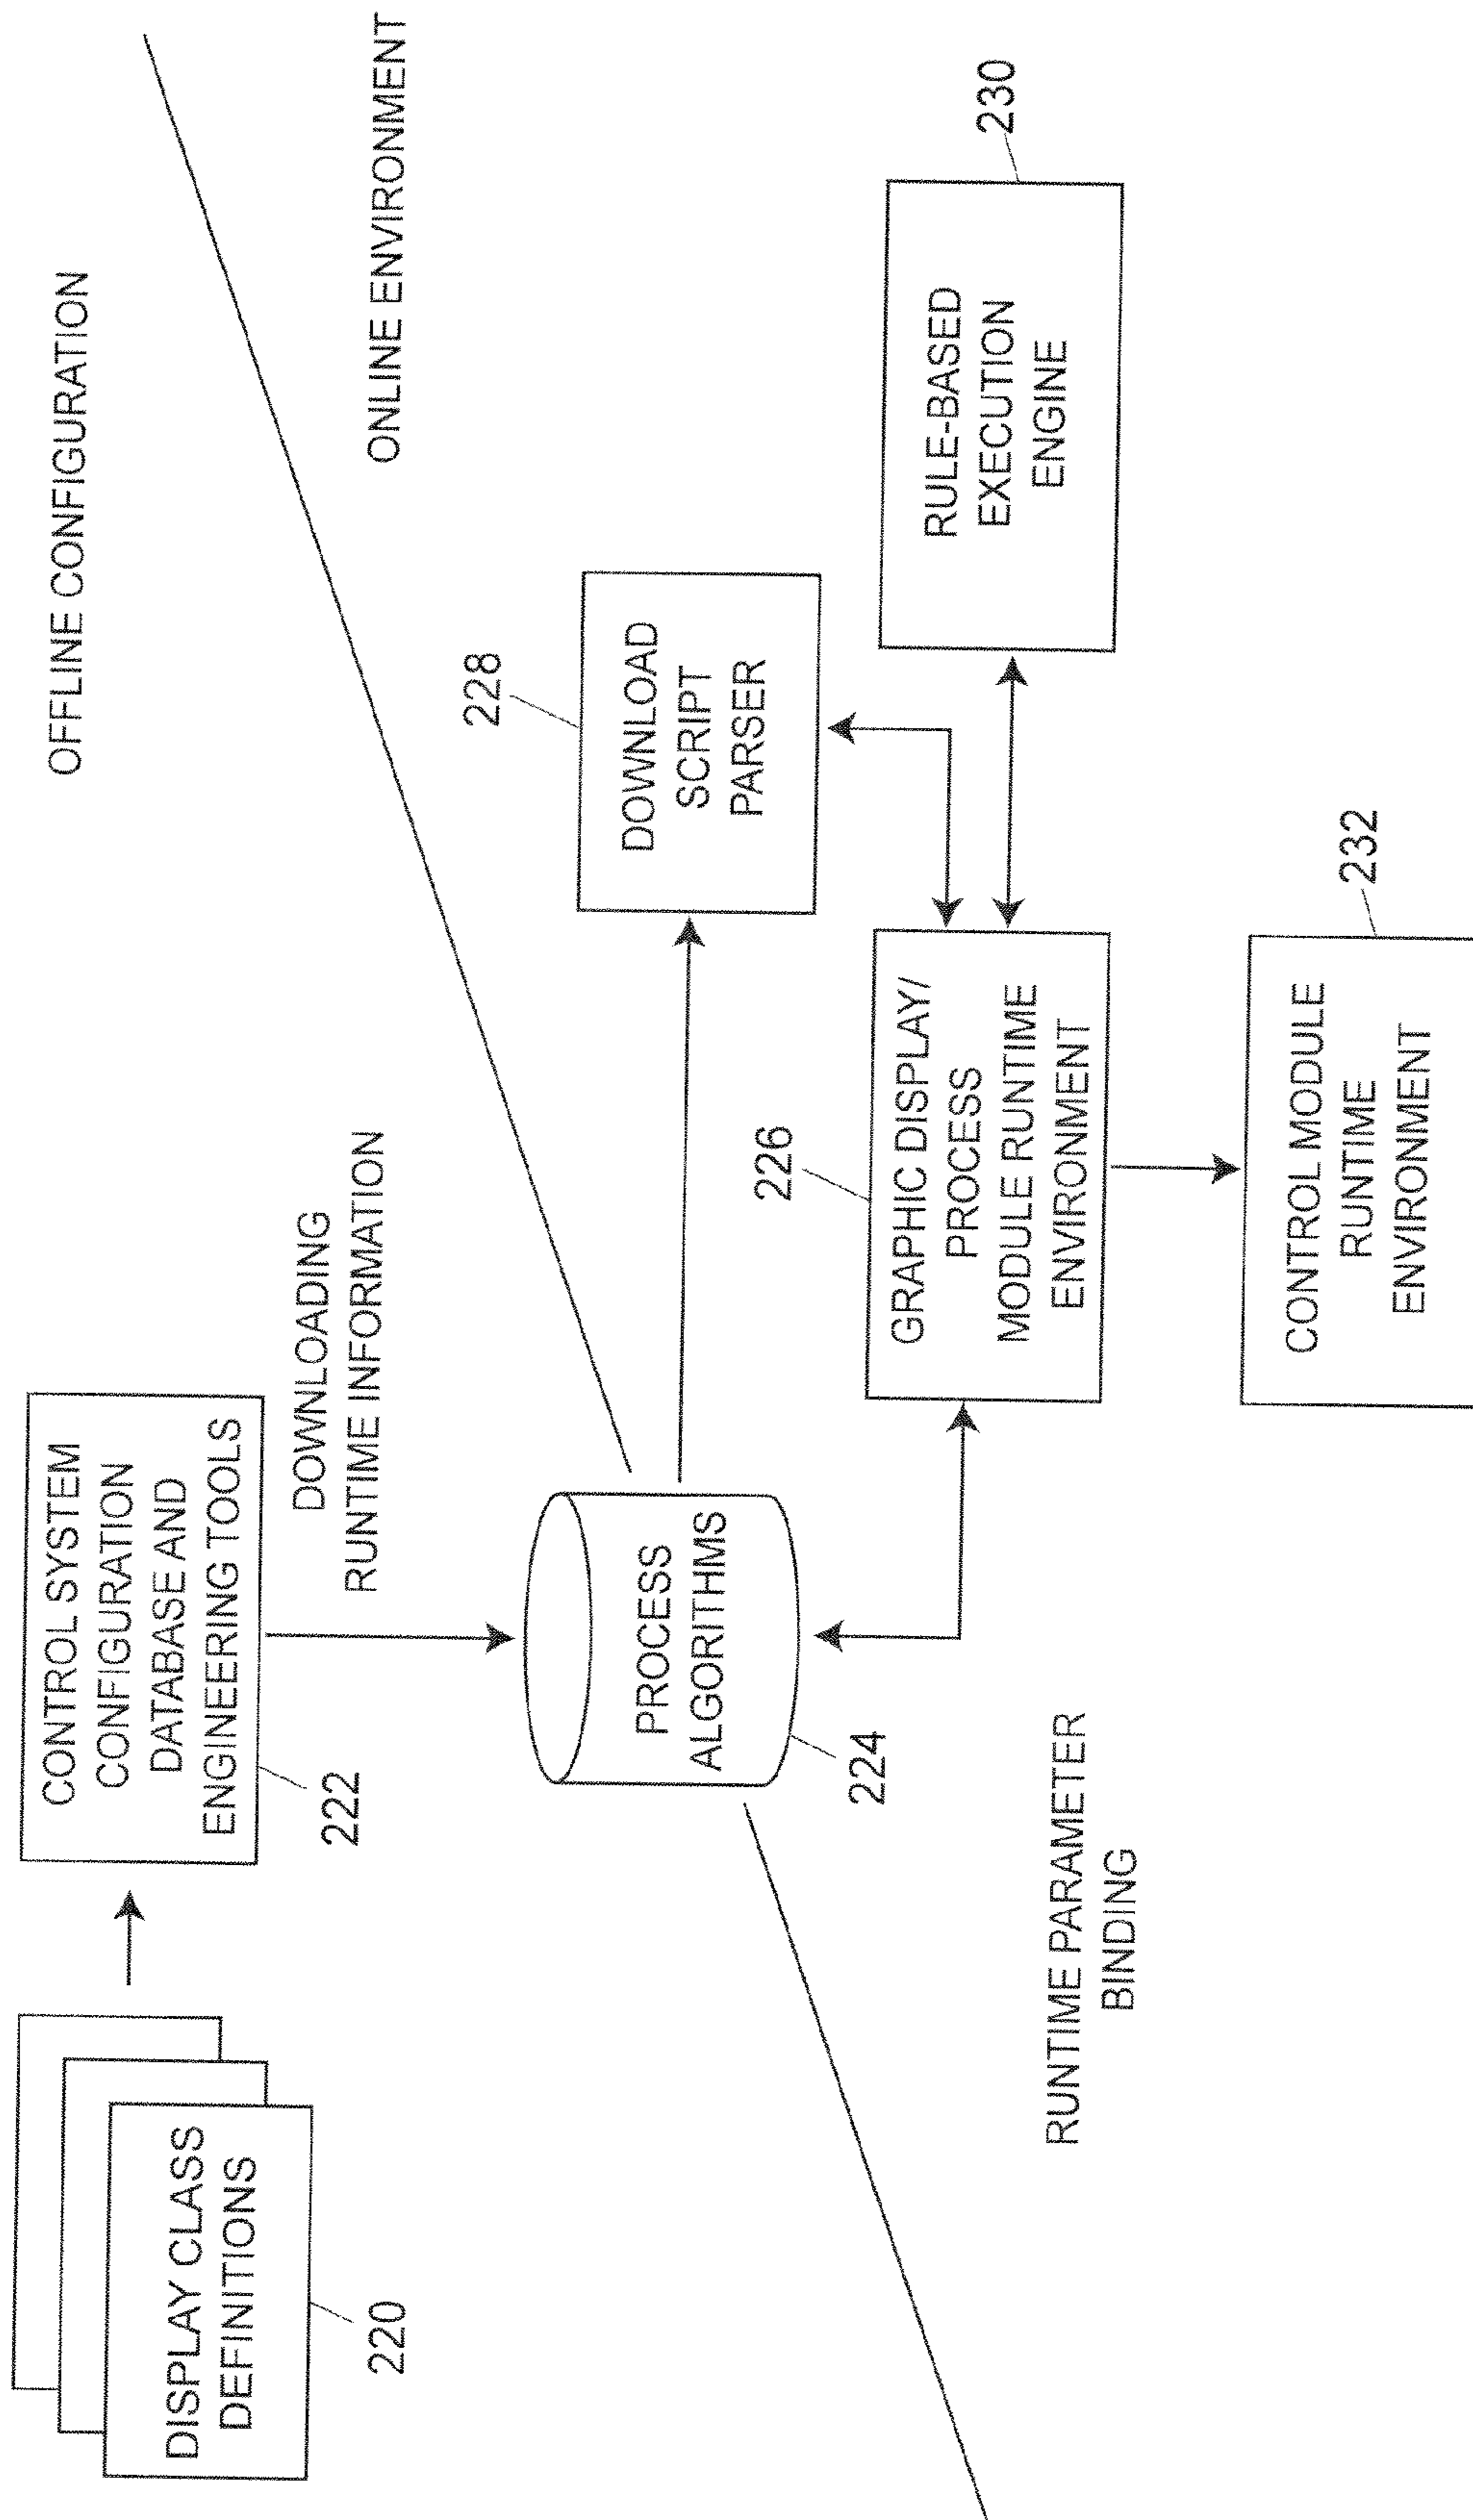 OFFLINE CONFIGURATION
ONLINE ENVIRONMENT
DISPLAY CLASS
DEFINITIONS
220
CONTROL SYSTEM
CONFIGURATION
DATABASE AND
ENGINEERING TOOLS
222
DOWNLOADING
RUNTIME INFORMATION
PROCESS
ALGORITHMS
224
RUNTIME PARAMETER
BINDING
228
DOWNLOAD
SCRIPT
PARSER
226
GRAPHIC DISPLAY/
PROCESS
MODULE RUNTIME
ENVIRONMENT
RULE-BASED
EXECUTION
ENGINE
230
CONTROL MODULE
RUNTIME
ENVIRONMENT
232